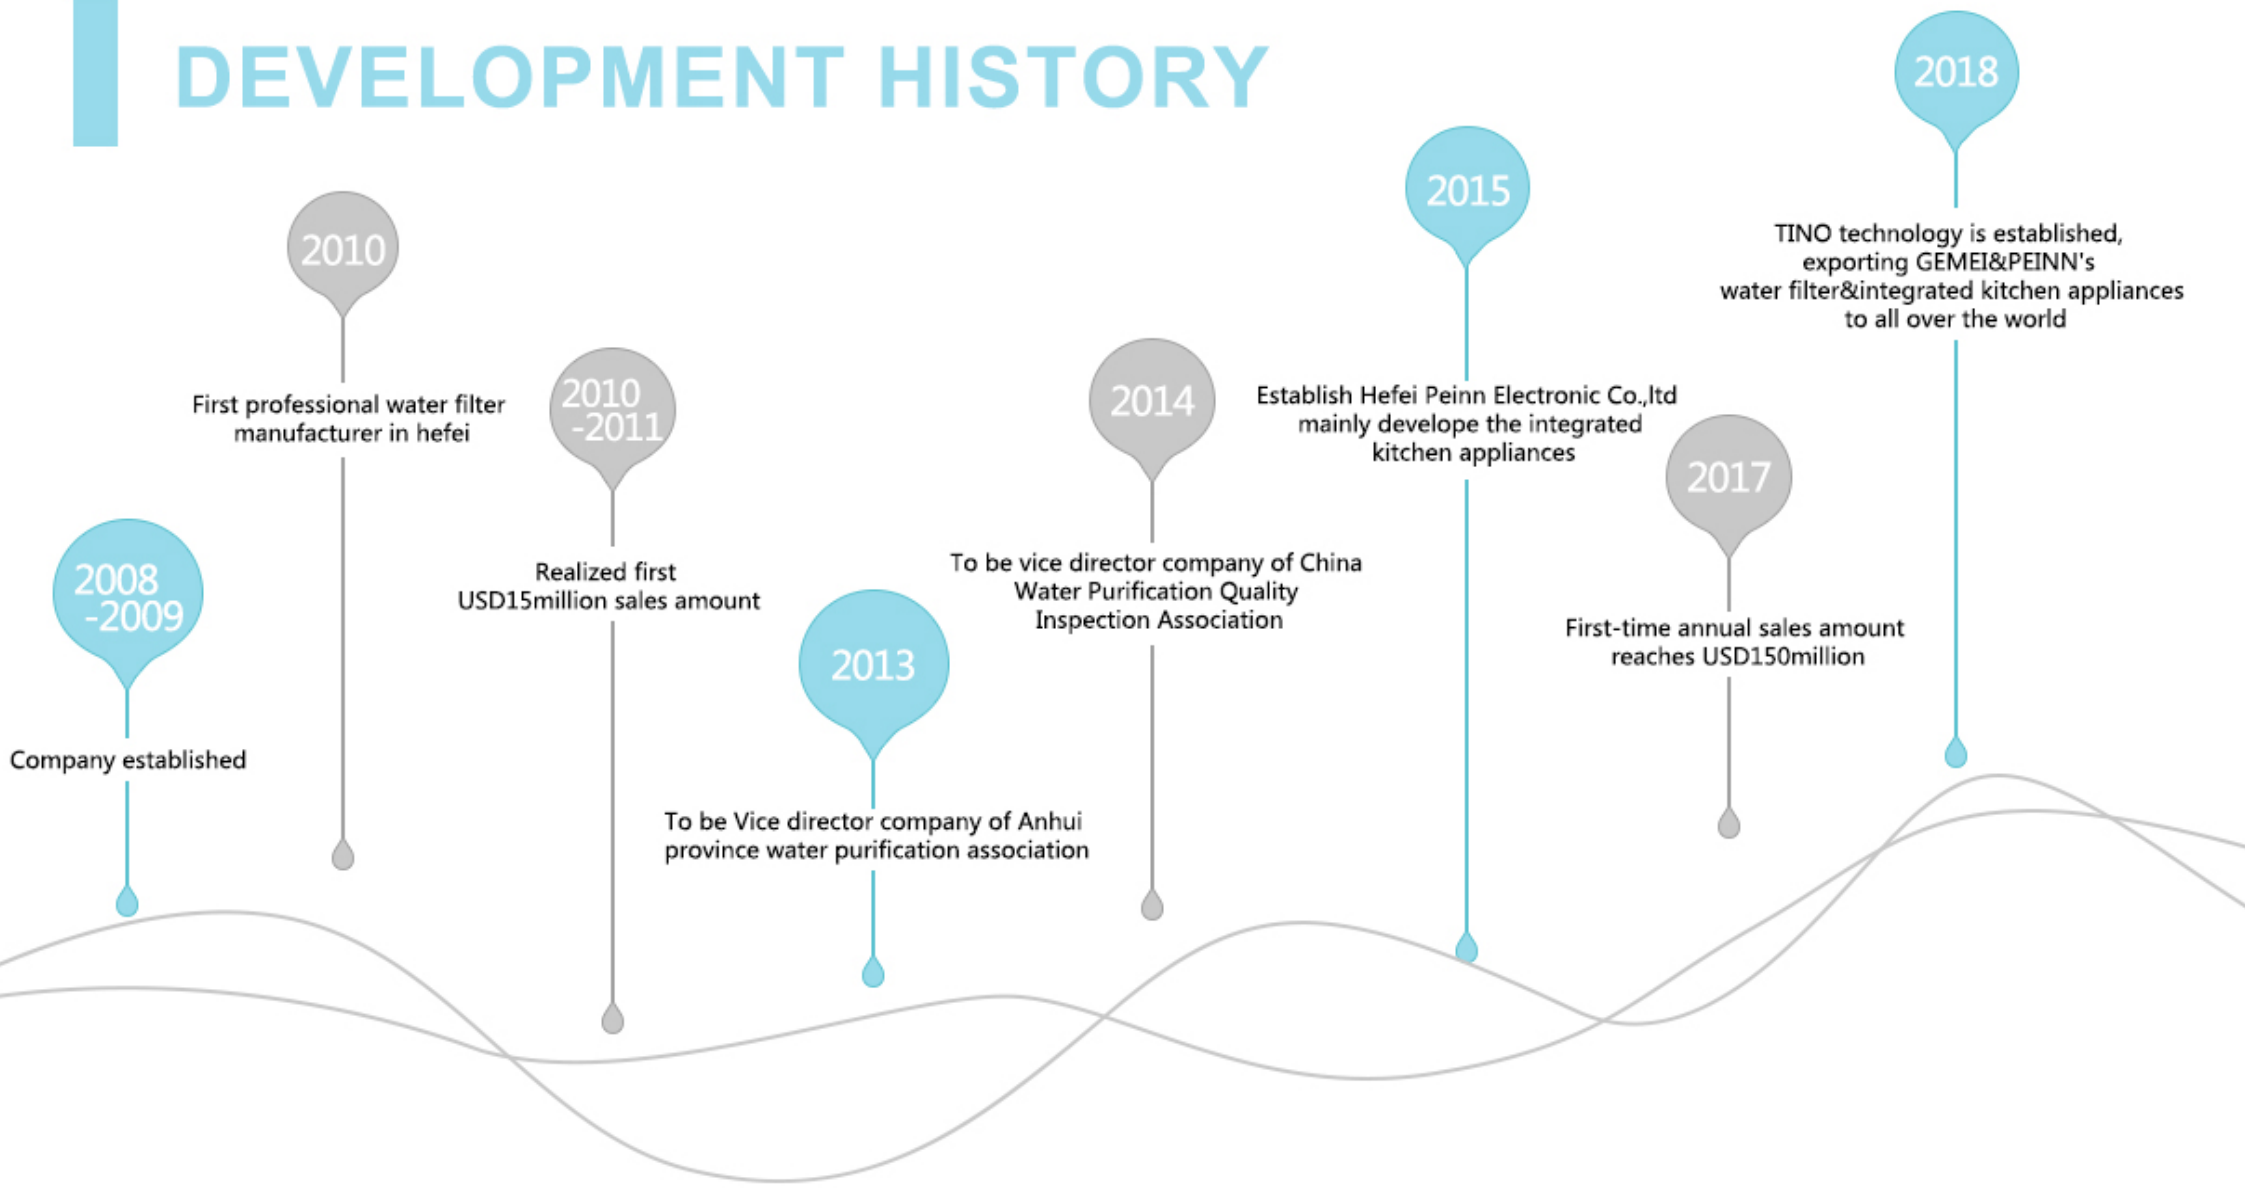 DEVELOPMENT HISTORY
2008
-2009
Company established
2010
First professional water filter
manufacturer in hefei
2010
-2011
Realized first
USD15million sales amount
2013
To be Vice director company of Anhui
province water purification association
2014
To be vice director company of China
Water Purification Quality
Inspection Association
2015
Establish Hefei Peinn Electronic Co.,ltd
mainly develope the integrated
kitchen appliances
2017
First-time annual sales amount
reaches USD150million
2018
TINO technology is established,
exporting GEMEI&PEINN's
water filter&integrated kitchen appliances
to all over the world